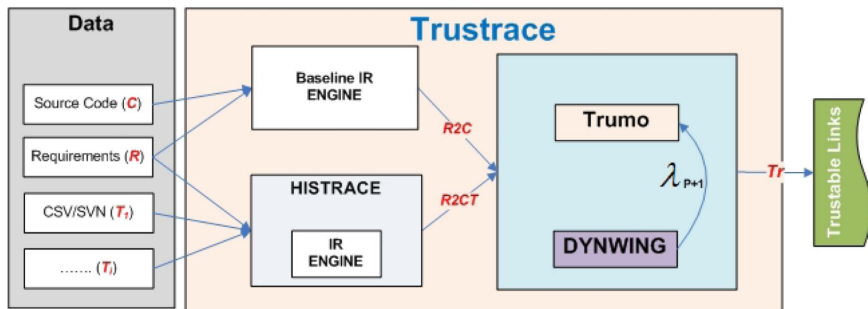 Data
Source Code (C)
Requirements (R)
CSV/SVN (T1)
....... (Ti)
Trustrace
Baseline IR
ENGINE
HISTRACE
IR
ENGINE
R2C
R2CT
Trumo
λ P+1
DYNWING
Tr
Trustable Links